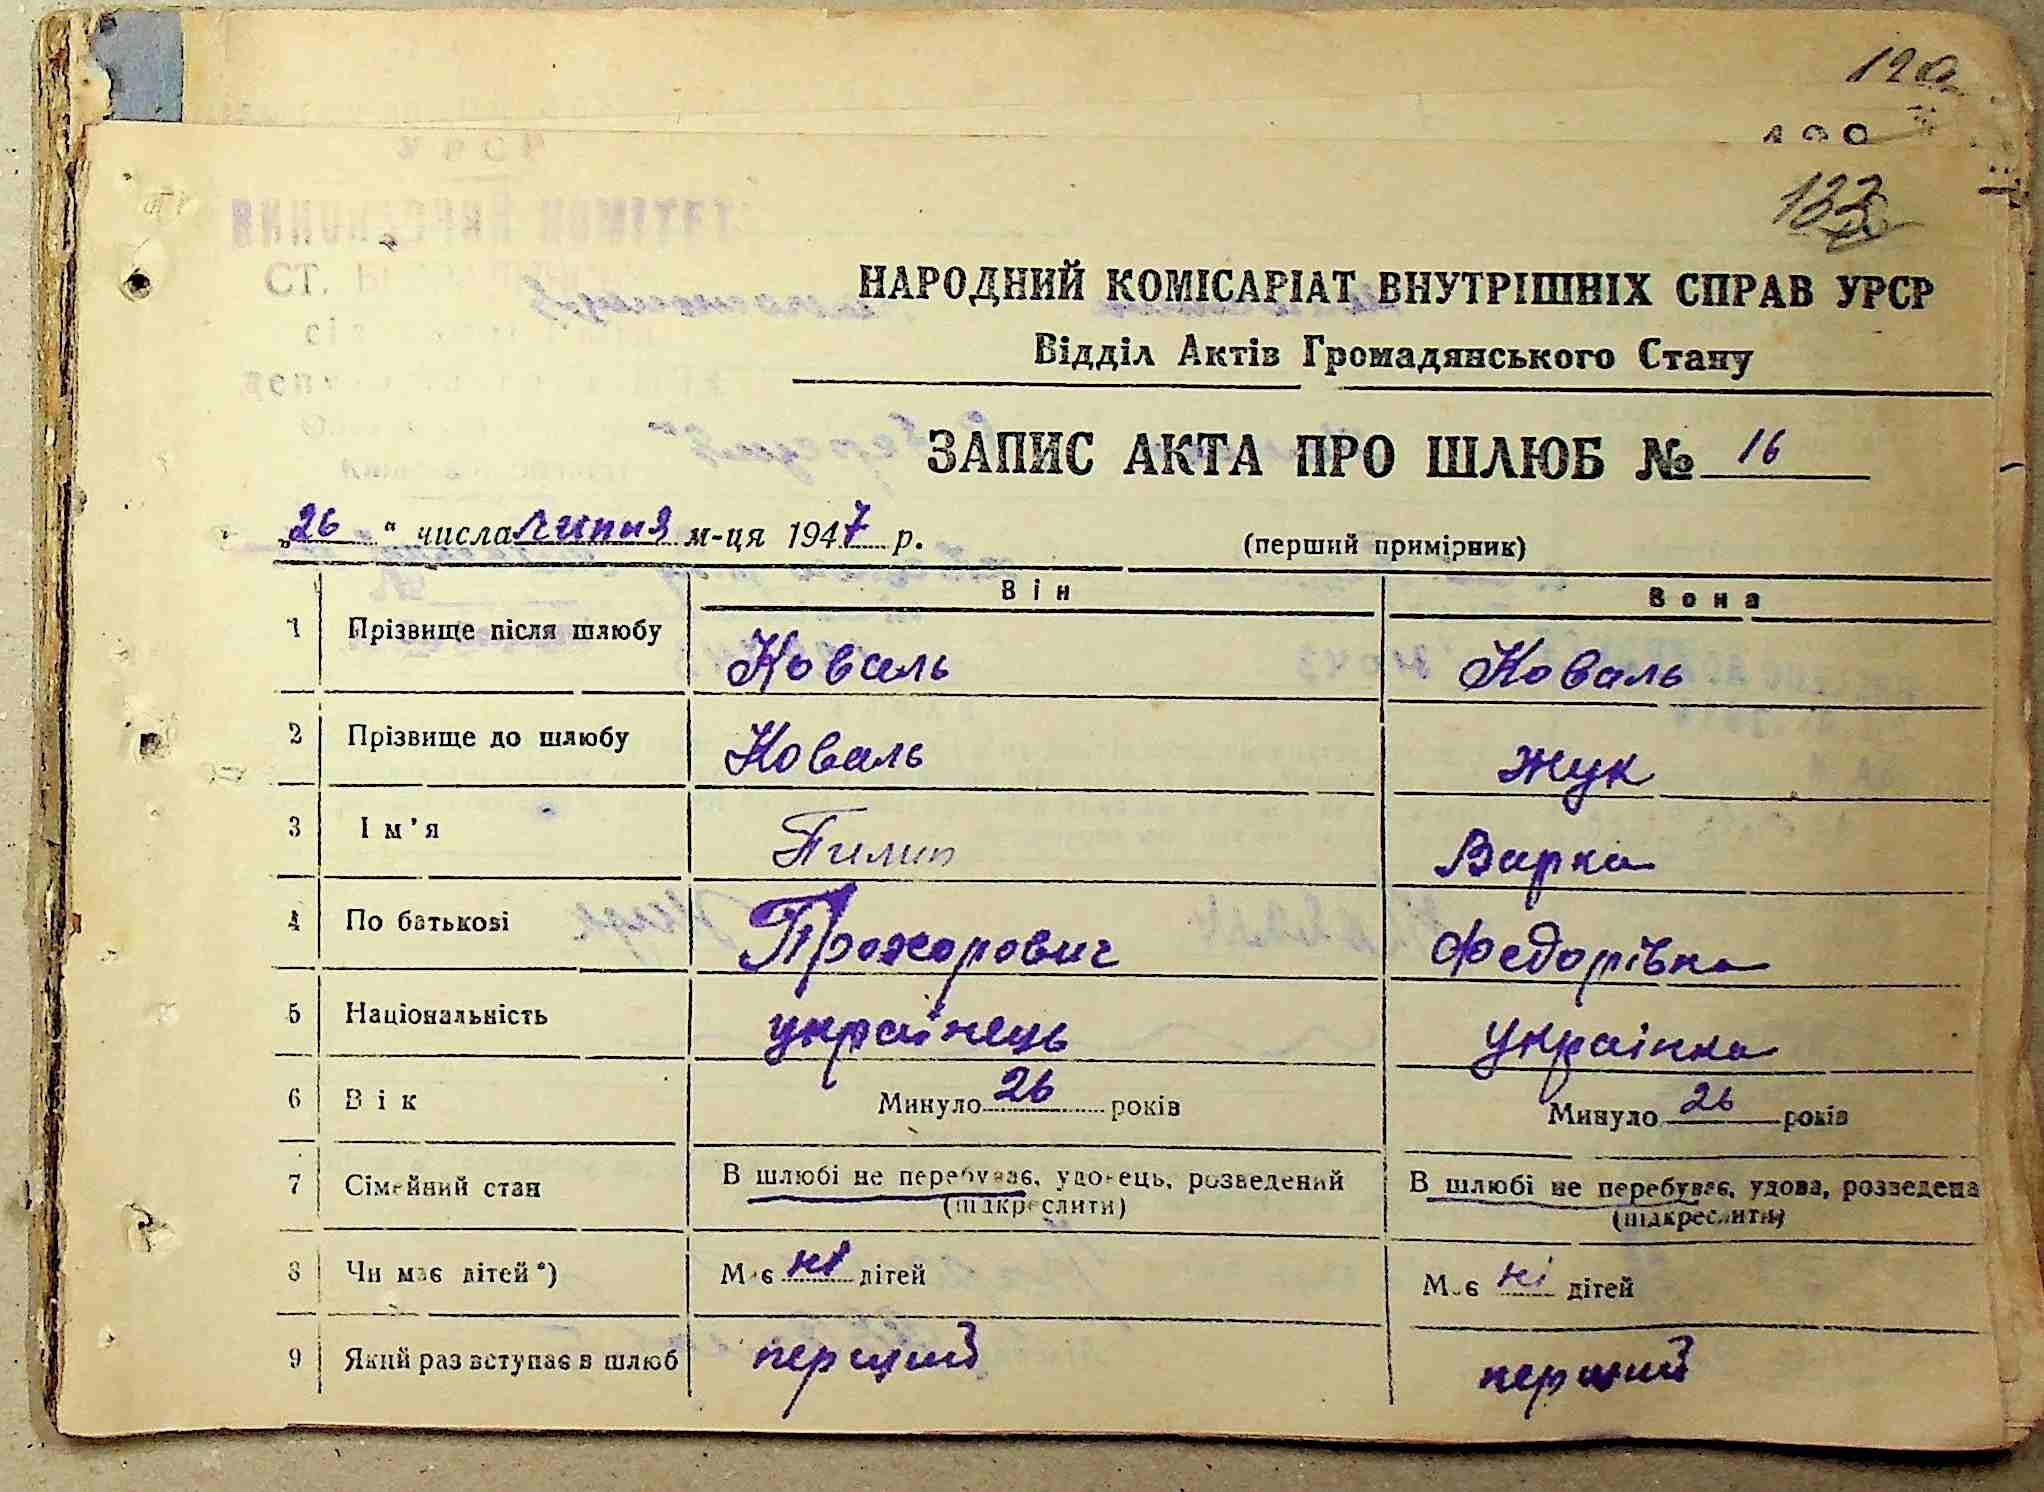 120
133
НАРОДНИЙ КОМІСАРІАТ ВНУТРІШНІХ СПРАВ УРСР
Відділ Актів Громадянського Стану
ЗАПИС АКТА ПРО ШЛЮБ № 16
„26" числа липня м-ця 1947 р.
(перший примірник)
Він Вона
1 Прізвище після шлюбу Коваль Коваль
2 Прізвище до шлюбу Коваль Жук
3 Ім'я Пилип Варка
4 По батькові Прохорович Федорівна
5 Національність українець українка
6 Вік Минуло 26 років Минуло 26 років
7 Сімейний стан В шлюбі не перебуває, удовець, розведений В шлюбі не перебуває, удова, розведена
(підкреслити) (підкреслити)
8 Чи має дітей*) Має ні дітей Має ні дітей
9 Який раз вступає в шлюб перший перший